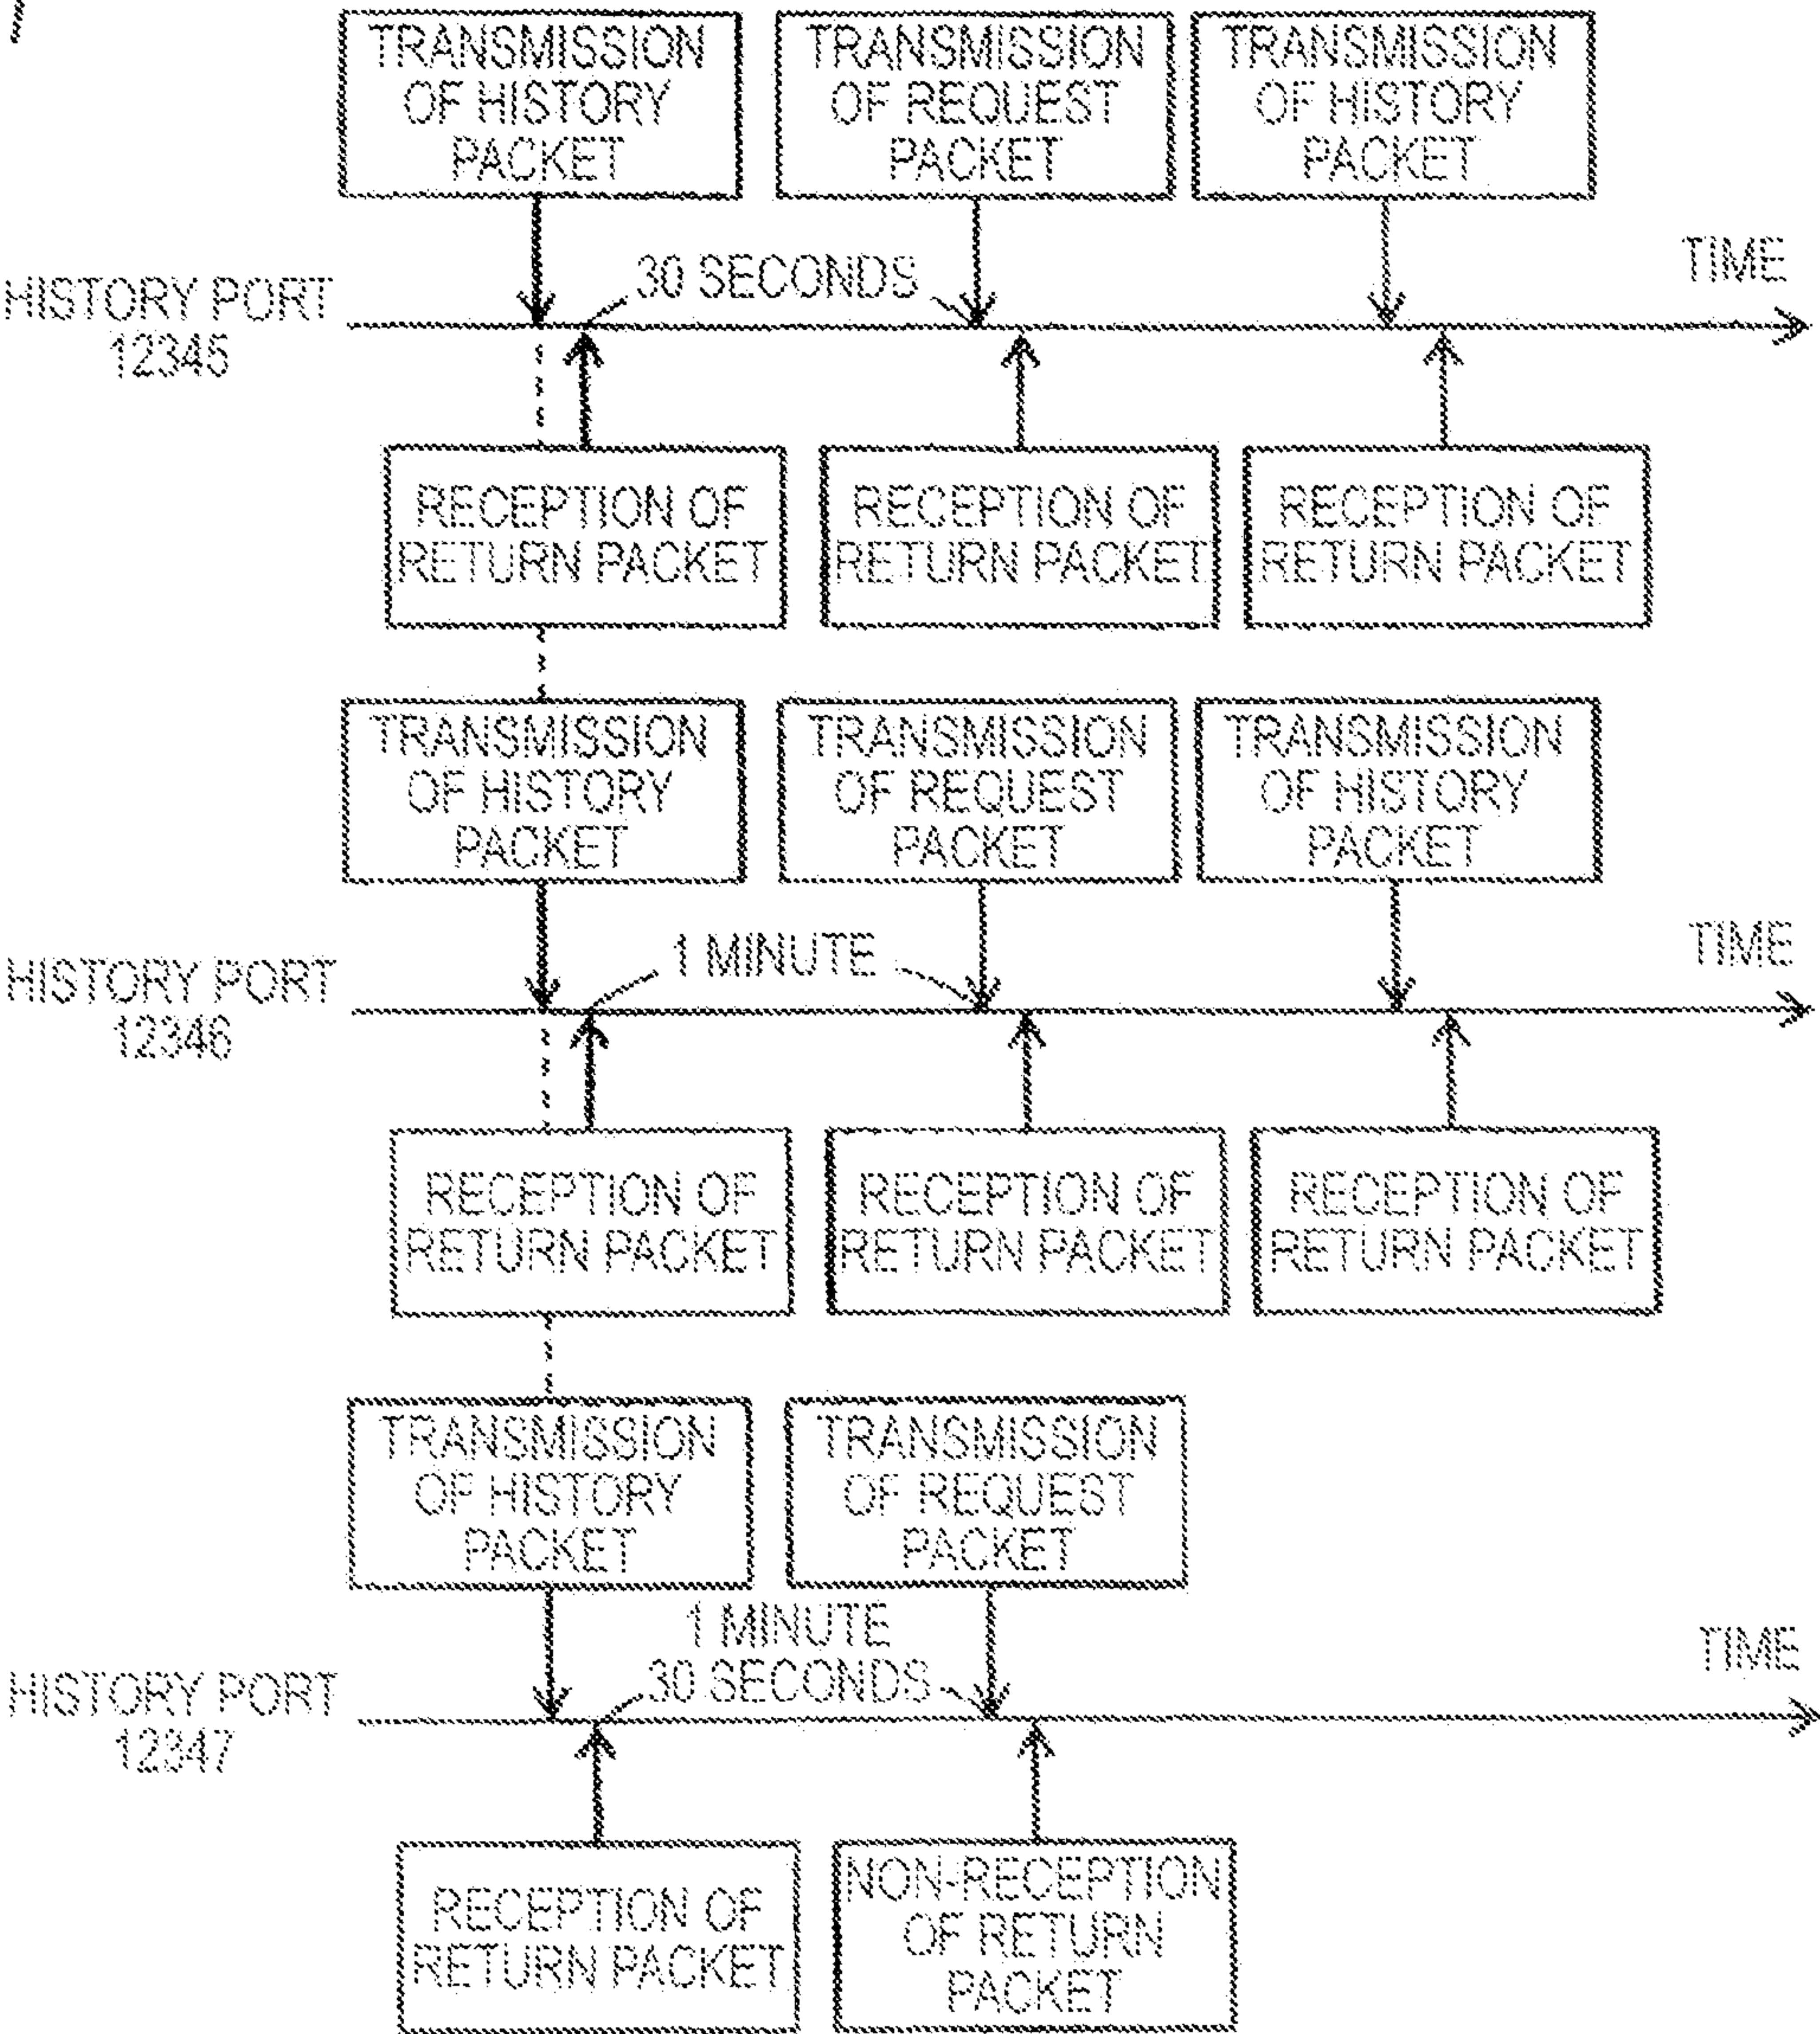 TRANSMISSION
OF HISTORY
PACKET
TRANSMISSION
OF REQUEST
PACKET
TRANSMISSION
OF HISTORY
PACKET
HISTORY PORT
12345
30 SECONDS
TIME
RECEPTION OF
RETURN PACKET
RECEPTION OF
RETURN PACKET
RECEPTION OF
RETURN PACKET
TRANSMISSION
OF HISTORY
PACKET
TRANSMISSION
OF REQUEST
PACKET
TRANSMISSION
OF HISTORY
PACKET
HISTORY PORT
12346
1 MINUTE
TIME
RECEPTION OF
RETURN PACKET
RECEPTION OF
RETURN PACKET
RECEPTION OF
RETURN PACKET
TRANSMISSION
OF HISTORY
PACKET
TRANSMISSION
OF REQUEST
PACKET
HISTORY PORT
12347
1 MINUTE
30 SECONDS
TIME
RECEPTION OF
RETURN PACKET
NON-RECEPTION
OF RETURN
PACKET